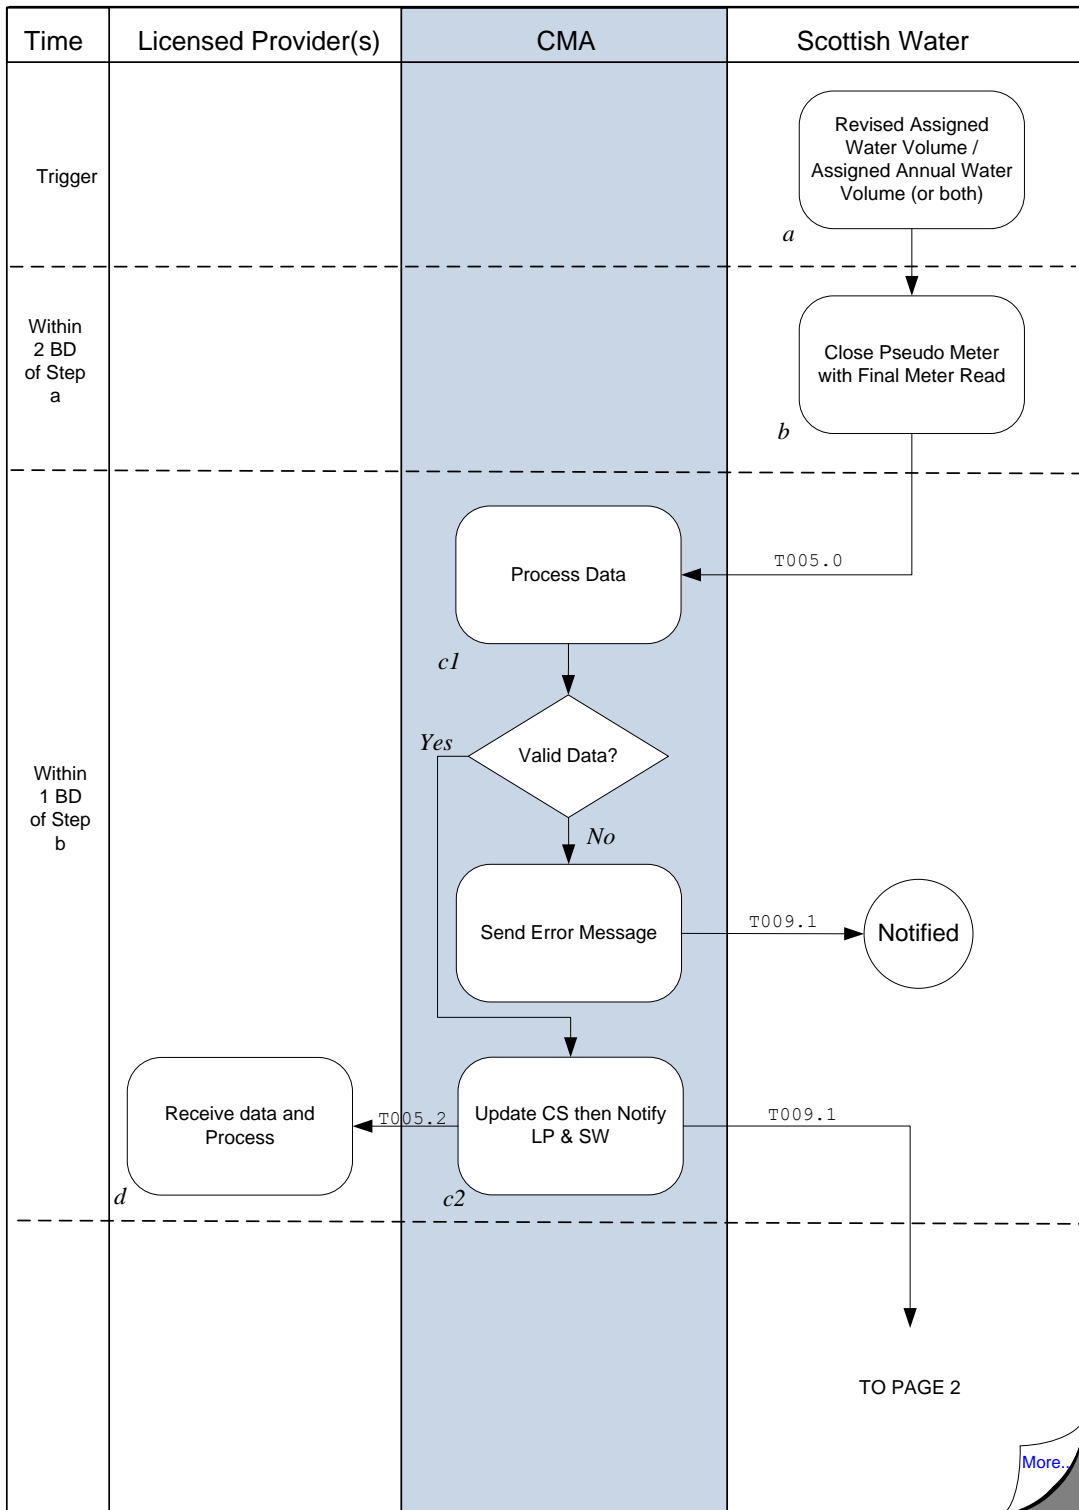 Time
Licensed Provider(s)
CMA
Scottish Water
Trigger
Revised Assigned
Water Volume /
Assigned Annual Water
Volume (or both)
a
Within
2 BD
of Step
a
Close Pseudo Meter
with Final Meter Read
b
T005.0
Process Data
c1
Valid Data?
Yes
No
Within
1 BD
of Step
b
Send Error Message
T009.1
Notified
Receive data and
Process
d
T005.2
Update CS then Notify
LP & SW
c2
T009.1
TO PAGE 2
More..